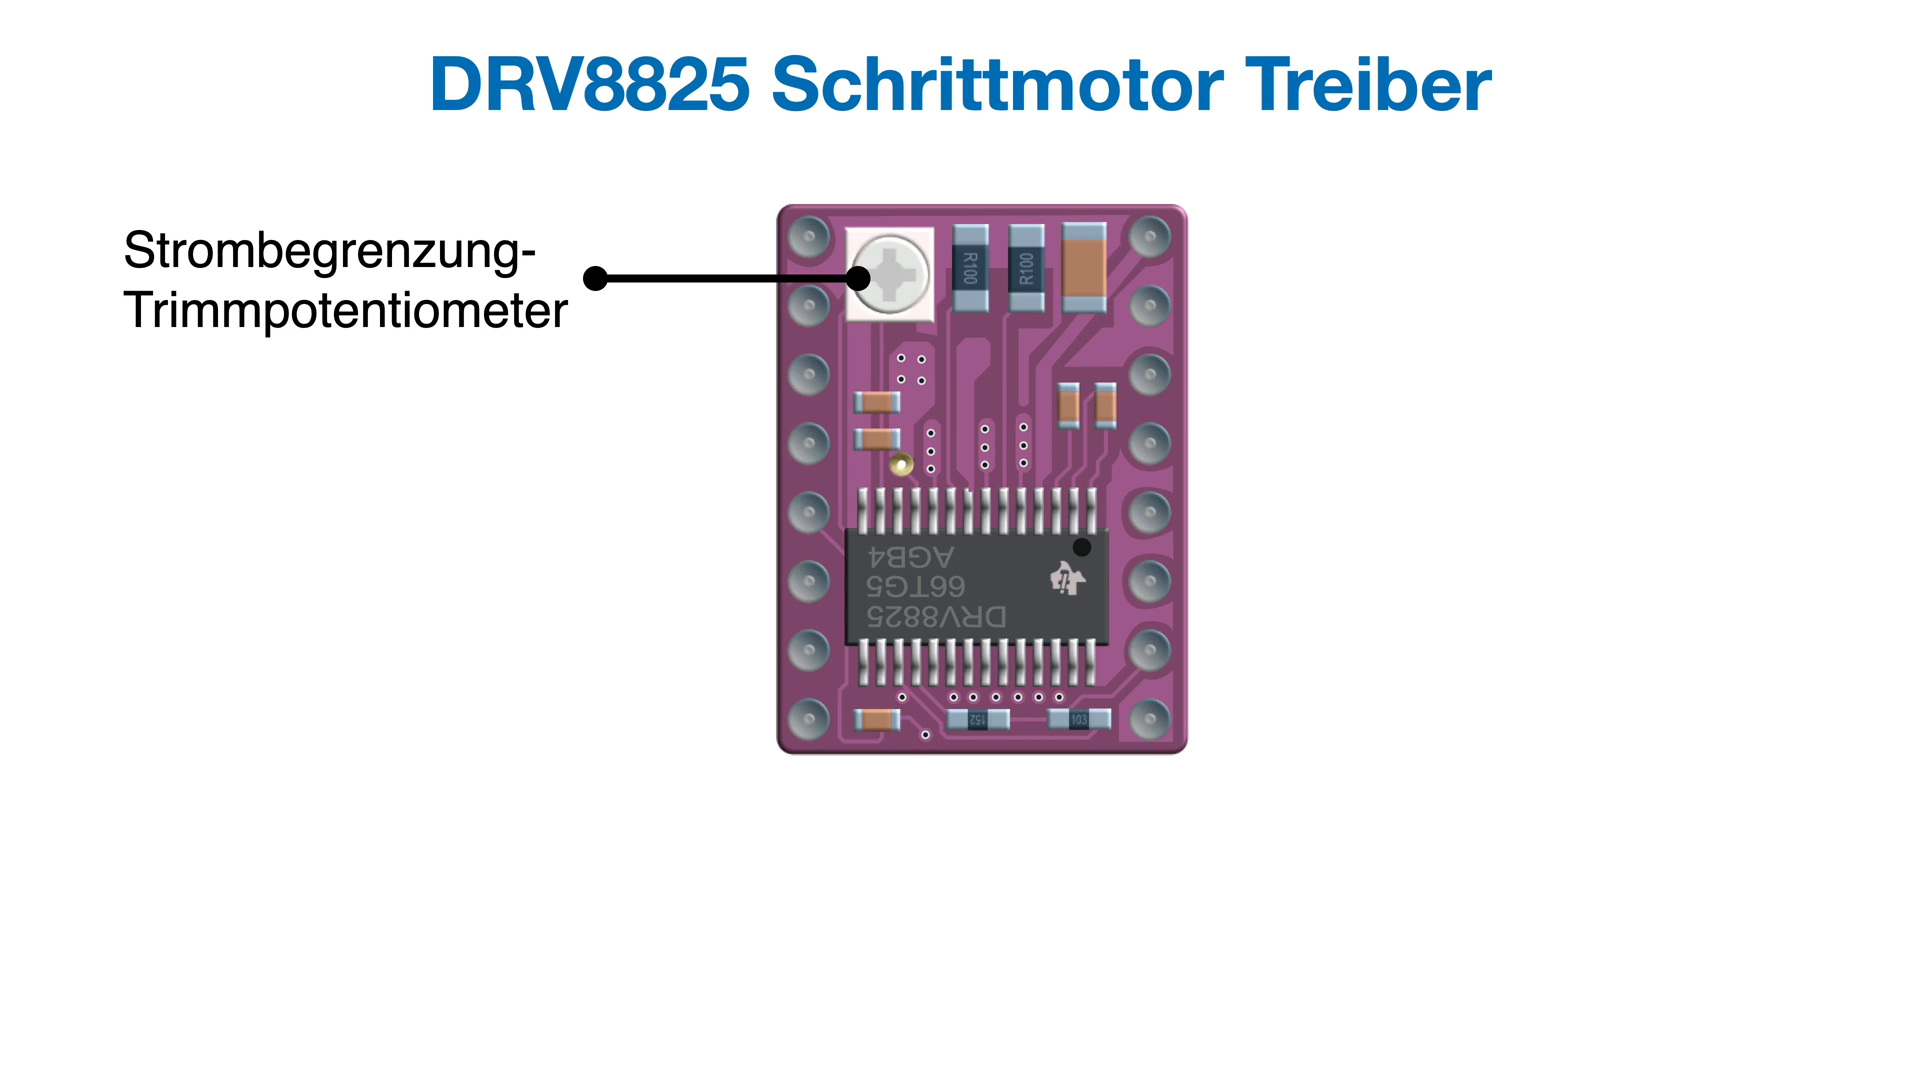 DRV8825 Schrittmotor Treiber
Strombegrenzung-
Trimmpotentiometer
R100
R100
DRV8825
66TG5
AGB4
152
103